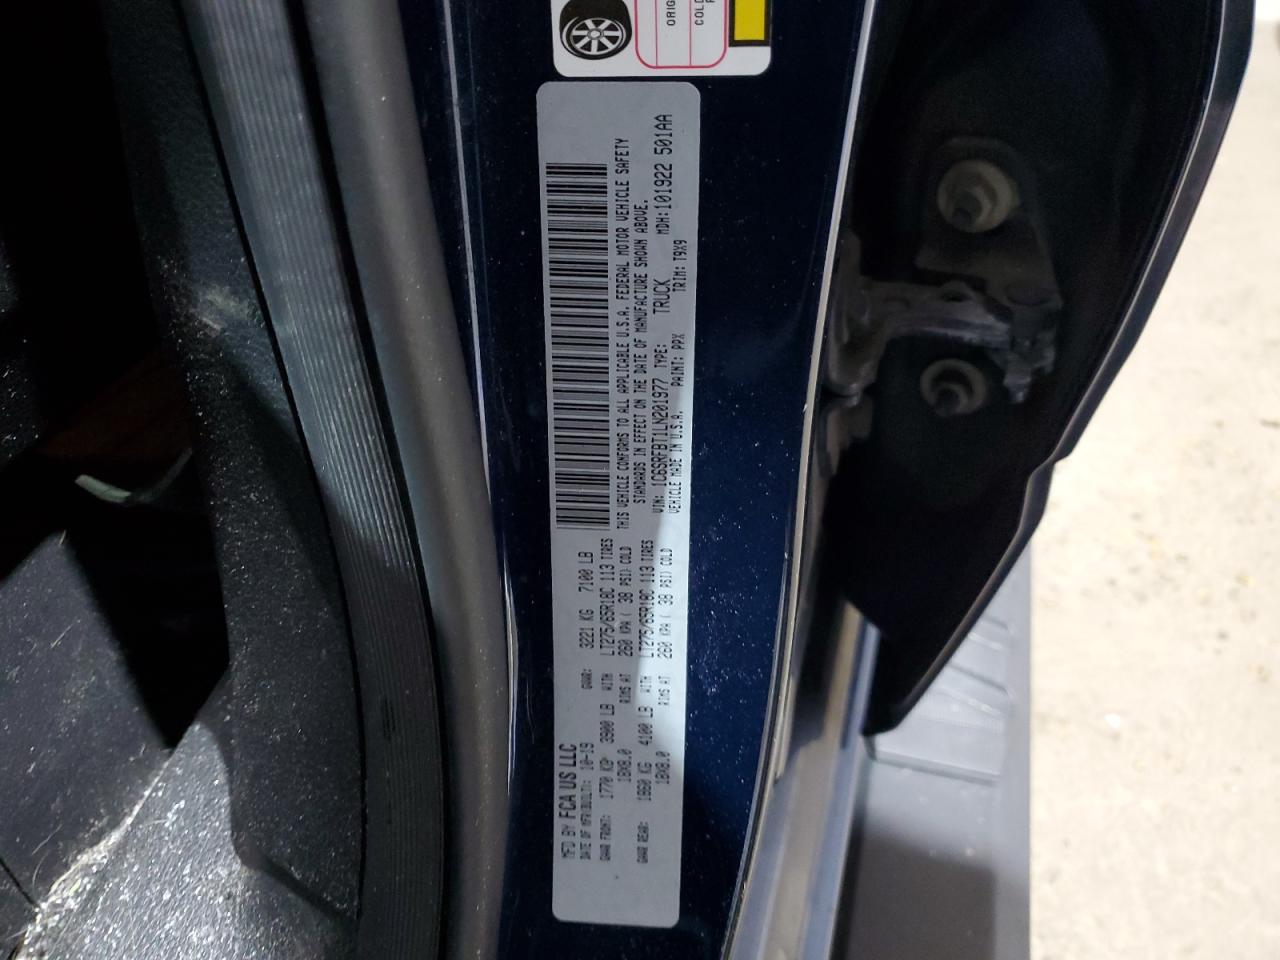 ORIG
COLD
MFD BY FCA US LLC
DATE OF MFR(BUILT): 10-19 GVWR: 3221 KG 7100 LB
GAWR FRONT: 1770 KG 3900 LB WITH LT275/65R18C 113 TIRES
18X8.0 RIMS AT 260 KPA ( 38 PSI) COLD
GAWR REAR: 1860 KG 4100 LB WITH LT275/65R18C 113 TIRES
18X8.0 RIMS AT 260 KPA ( 38 PSI) COLD
THIS VEHICLE CONFORMS TO ALL APPLICABLE U.S.A. FEDERAL MOTOR VEHICLE SAFETY
STANDARDS IN EFFECT ON THE DATE OF MANUFACTURE SHOWN ABOVE.
VIN: 1C6SRFBT1LN201977 TYPE: TRUCK MDH: 101922 501AA
VEHICLE MADE IN U.S.A. PAINT: PPX TRIM: T9X9